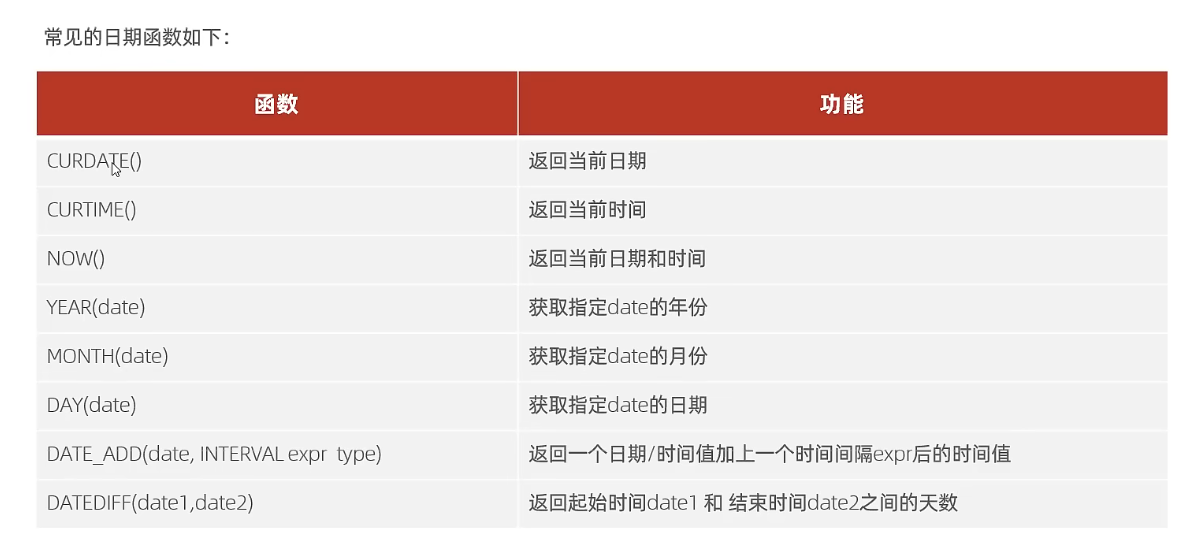 常见的日期函数如下：
函数 功能
CURDATE() 返回当前日期
CURTIME() 返回当前时间
NOW() 返回当前日期和时间
YEAR(date) 获取指定date的年份
MONTH(date) 获取指定date的月份
DAY(date) 获取指定date的日期
DATE_ADD(date, INTERVAL expr type) 返回一个日期/时间值加上一个时间间隔expr后的时间值
DATEDIFF(date1,date2) 返回起始时间date1 和 结束时间date2之间的天数